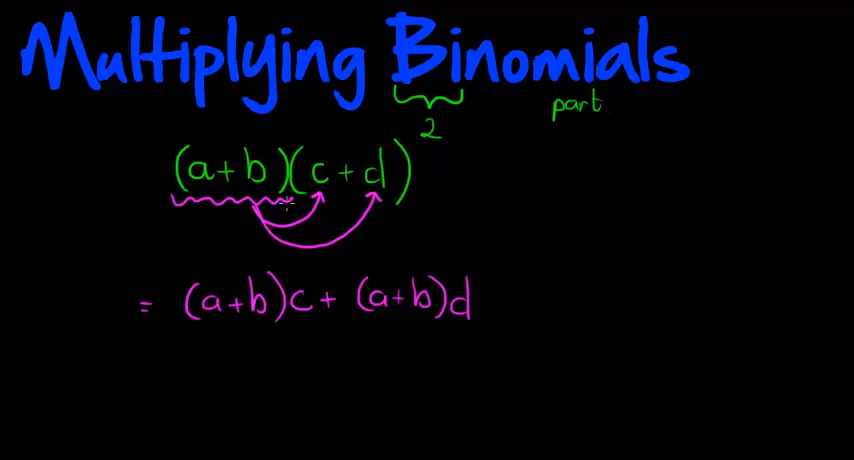 Multiplying Binomials
2
part
(a+b)(c+d)
= (a+b)c+ (a+b)d